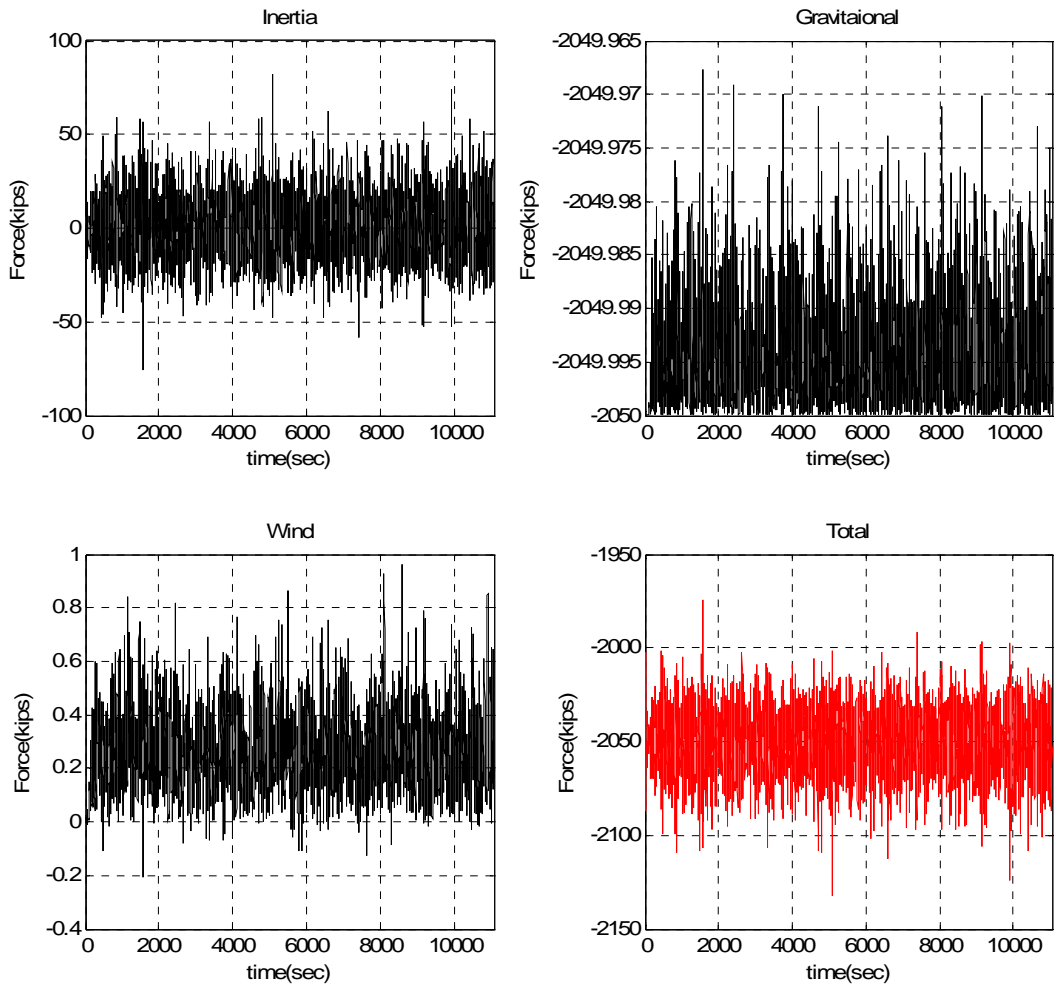 Inertia
100
50
0
-50
-100
Force(kips)
0 2000 4000 6000 8000 10000
time(sec)
Gravitaional
-2049.965
-2049.97
-2049.975
-2049.98
-2049.985
-2049.99
-2049.995
-2050
Force(kips)
0 2000 4000 6000 8000 10000
time(sec)
Wind
1
0.8
0.6
0.4
0.2
0
-0.2
-0.4
Force(kips)
0 2000 4000 6000 8000 10000
time(sec)
Total
-1950
-2000
-2050
-2100
-2150
Force(kips)
0 2000 4000 6000 8000 10000
time(sec)